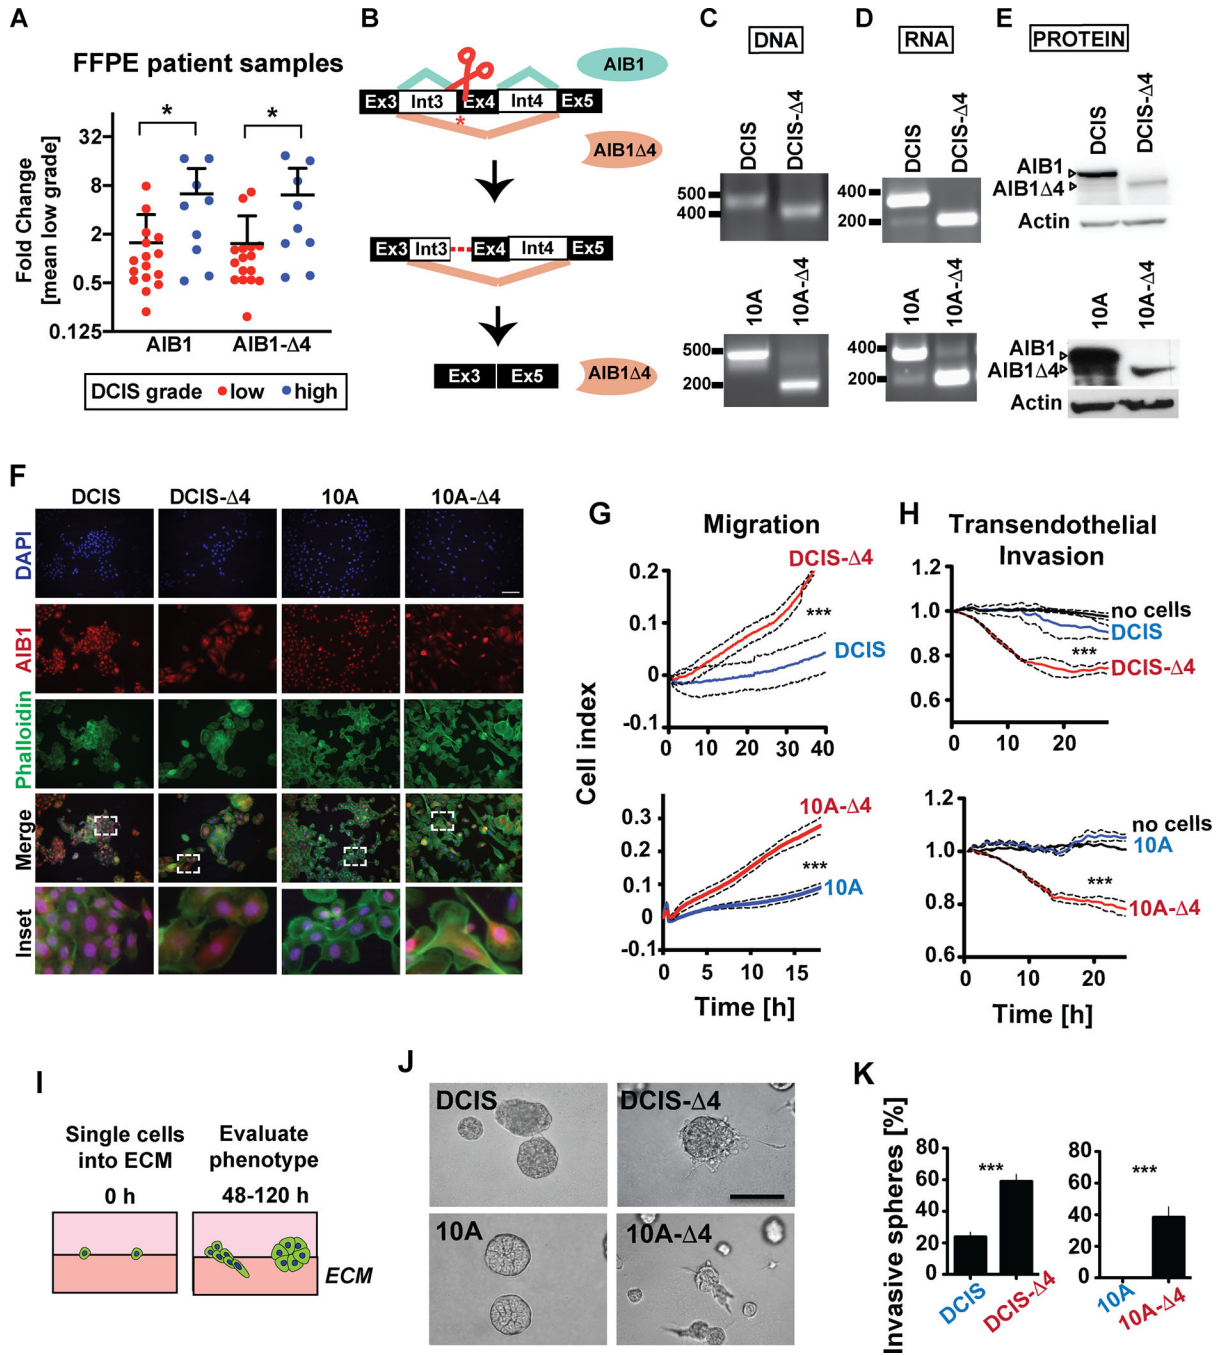 A
FFPE patient samples
Fold Change
[mean low grade]
32
8
2
0.5
0.125
*
*
AIB1
AIB1-Δ4
DCIS grade low high
B
AIB1
Ex3 Int3 Ex4 Int4 Ex5
*
AIB1Δ4
Ex3 Int3 Ex4 Int4 Ex5
Ex3 Ex5
AIB1Δ4
C
DNA
DCIS
DCIS-Δ4
500
400
10A
10A-Δ4
500
200
D
RNA
DCIS
DCIS-Δ4
400
200
10A
10A-Δ4
400
200
E
PROTEIN
DCIS
DCIS-Δ4
AIB1
AIB1Δ4
Actin
10A
10A-Δ4
AIB1
AIB1Δ4
Actin
F
DCIS
DCIS-Δ4
10A
10A-Δ4
DAPI
AIB1
Phalloidin
Merge
Inset
G
Migration
Cell index
0.2
0.1
0
-0.1
0 10 20 30 40
DCIS-Δ4
***
DCIS
0.3
0.2
0.1
0
-0.1
0 5 10 15
10A-Δ4
***
10A
Time [h]
H
Transendothelial
Invasion
1.2
1.0
0.8
0.6
0 10 20
no cells
DCIS
***
DCIS-Δ4
1.2
1.0
0.8
0.6
0 10 20
no cells
10A
***
10A-Δ4
Time [h]
I
Single cells
into ECM
0 h
Evaluate
phenotype
48-120 h
ECM
J
DCIS
DCIS-Δ4
10A
10A-Δ4
K
Invasive spheres [%]
80
60
40
20
0
***
DCIS
DCIS-Δ4
80
60
40
20
0
***
10A
10A-Δ4